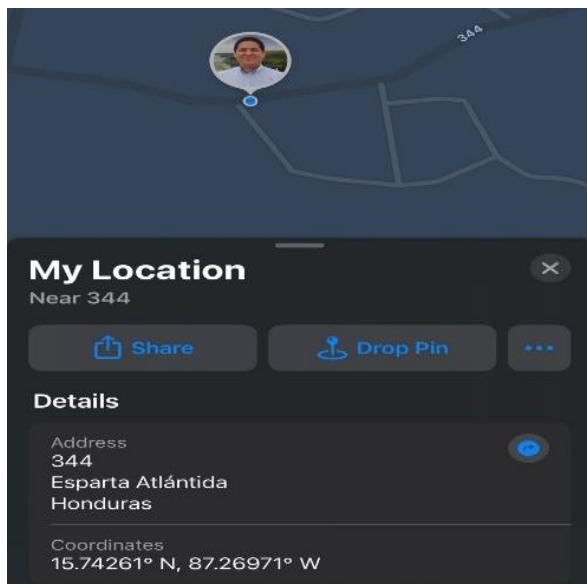 344
My Location
Near 344
Share
Drop Pin
Details
Address
344
Esparta Atlántida
Honduras
Coordinates
15.74261° N, 87.26971° W